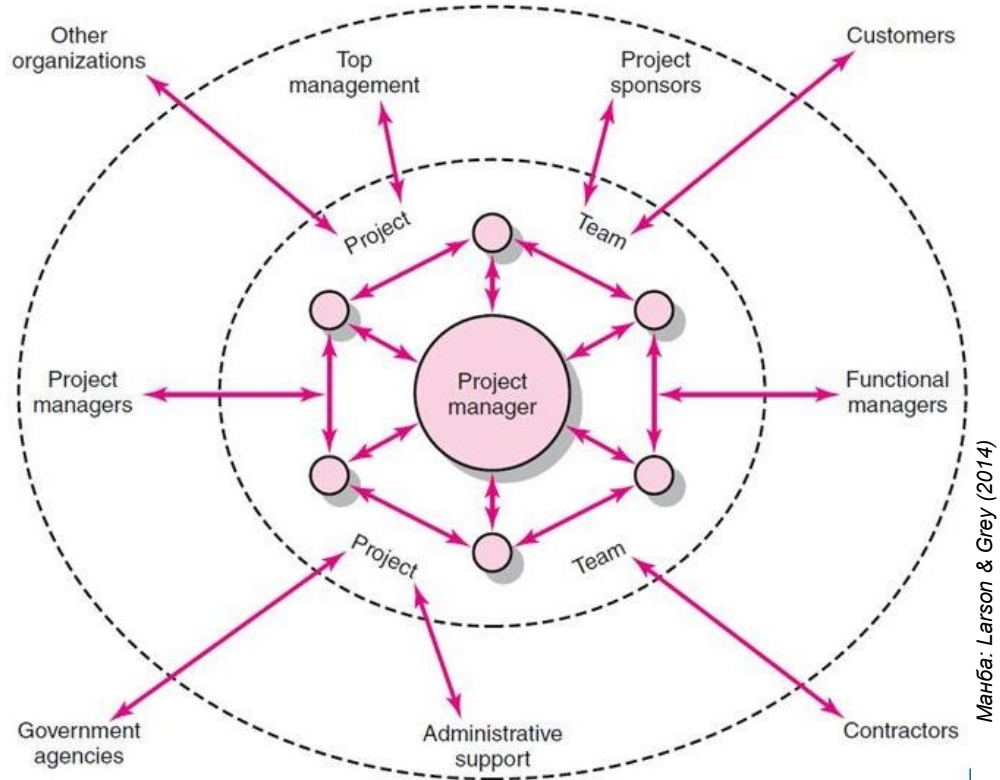 Other
organizations
Top
management
Project
sponsors
Customers
Project
Team
Project
managers
Project
manager
Functional
managers
Project
Team
Government
agencies
Administrative
support
Contractors
Манба: Larson & Grey (2014)